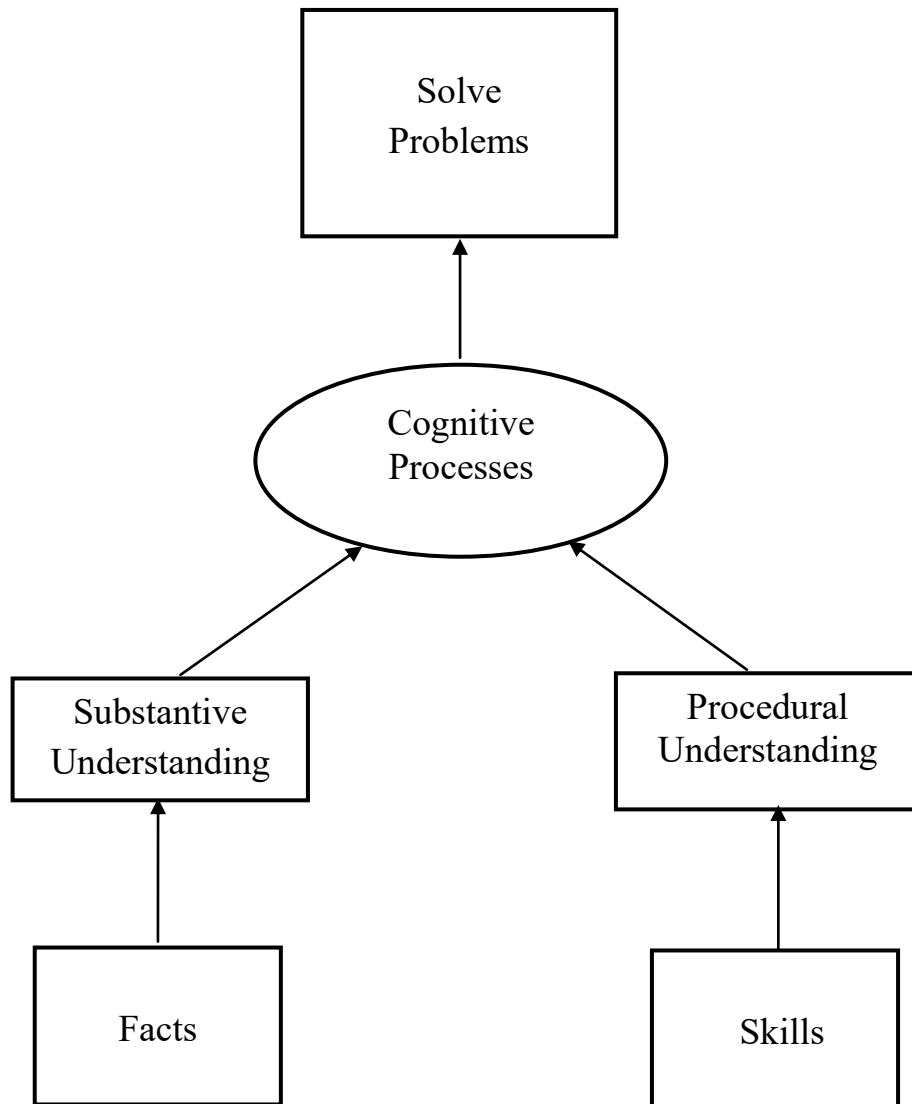 Solve
Problems
Cognitive
Processes
Substantive
Understanding
Procedural
Understanding
Facts
Skills